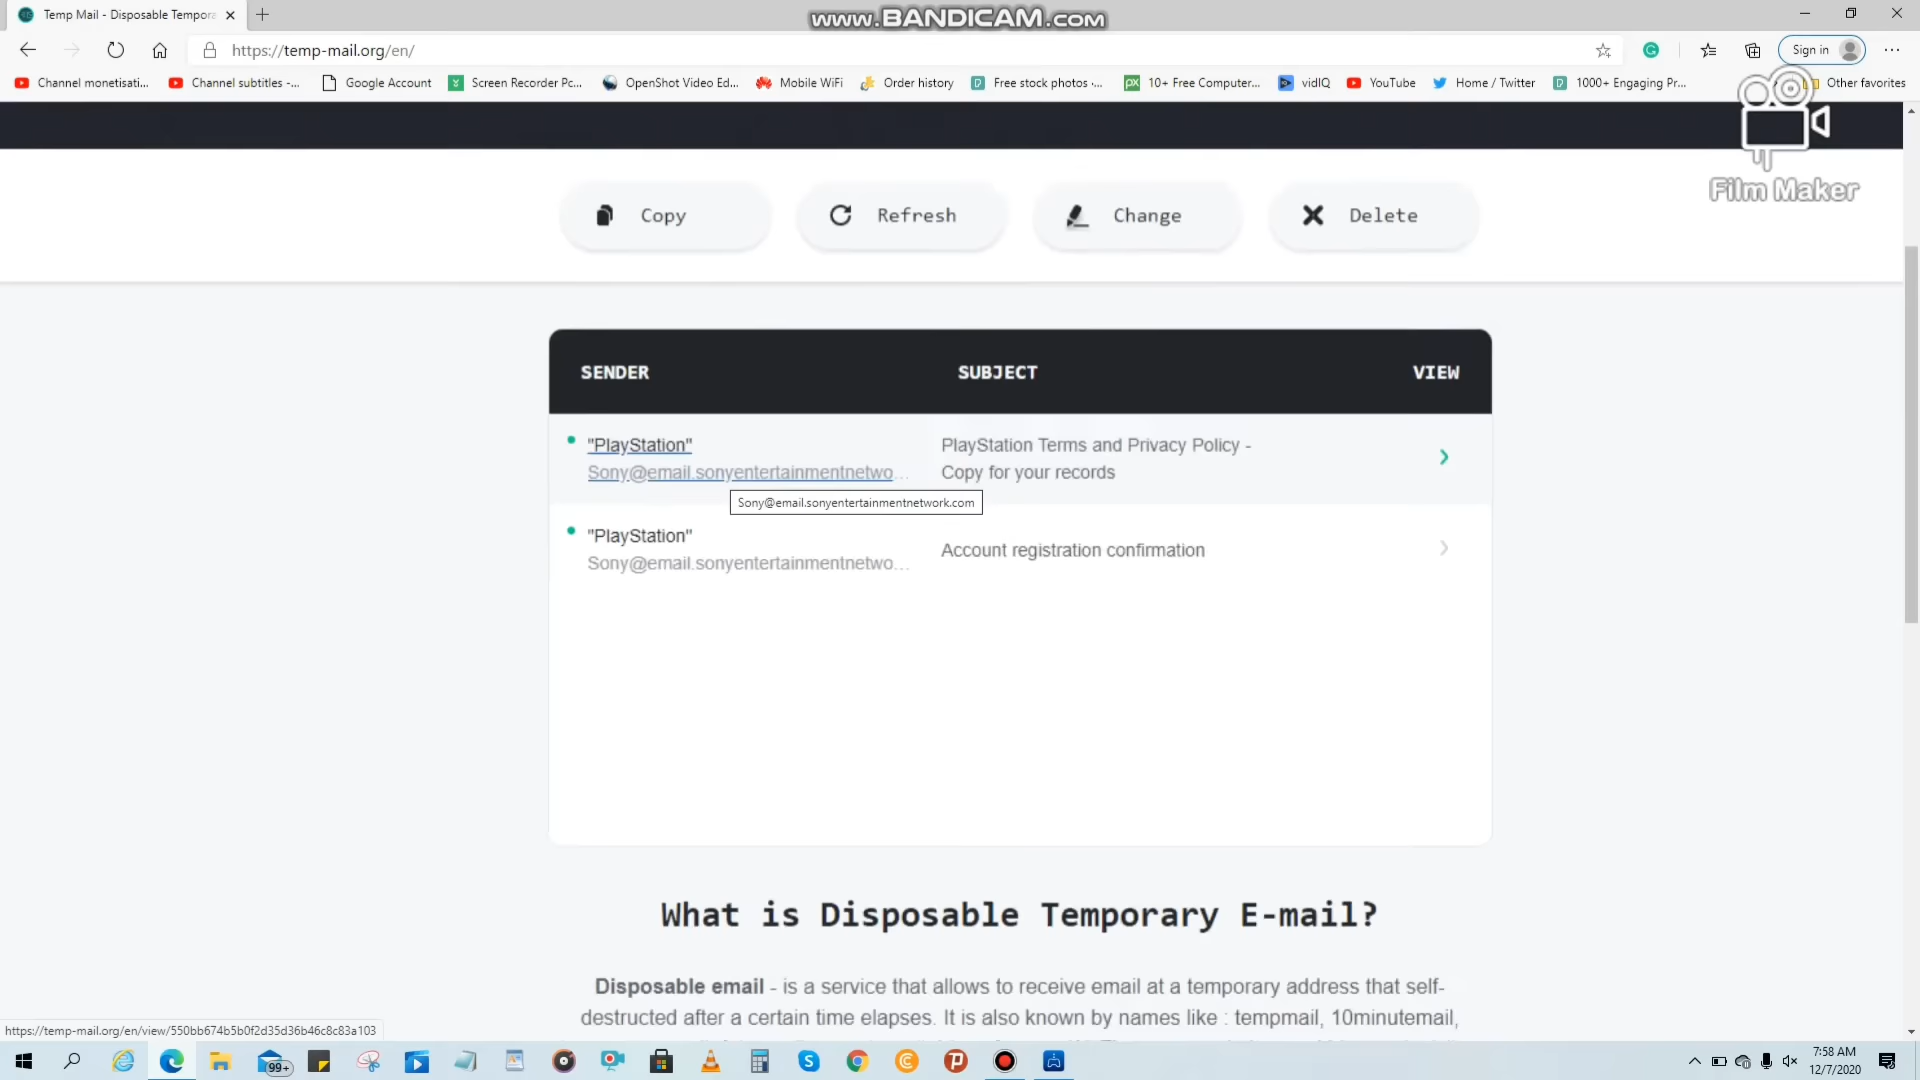 Temp Mail - Disposable Tempora
www.BANDICAM.com
https://temp-mail.org/en/
Sign in
Channel monetisati...
Channel subtitles -...
Google Account
Screen Recorder Pc...
OpenShot Video Ed...
Mobile WiFi
Order history
Free stock photos ·...
10+ Free Computer...
vidIQ
YouTube
Home / Twitter
1000+ Engaging Pr...
Other favorites
Film Maker
Copy
Refresh
Change
Delete
SENDER
SUBJECT
VIEW
"PlayStation"
Sony@email.sonyentertainmentnetwo...
PlayStation Terms and Privacy Policy -
Copy for your records
Sony@email.sonyentertainmentnetwork.com
"PlayStation"
Sony@email.sonyentertainmentnetwo...
Account registration confirmation
What is Disposable Temporary E-mail?
Disposable email - is a service that allows to receive email at a temporary address that self-
destructed after a certain time elapses. It is also known by names like : tempmail, 10minutemail,
https://temp-mail.org/en/view/550bb674b5b0f2d35d36b46c8c83a103
99+
7:58 AM
12/7/2020